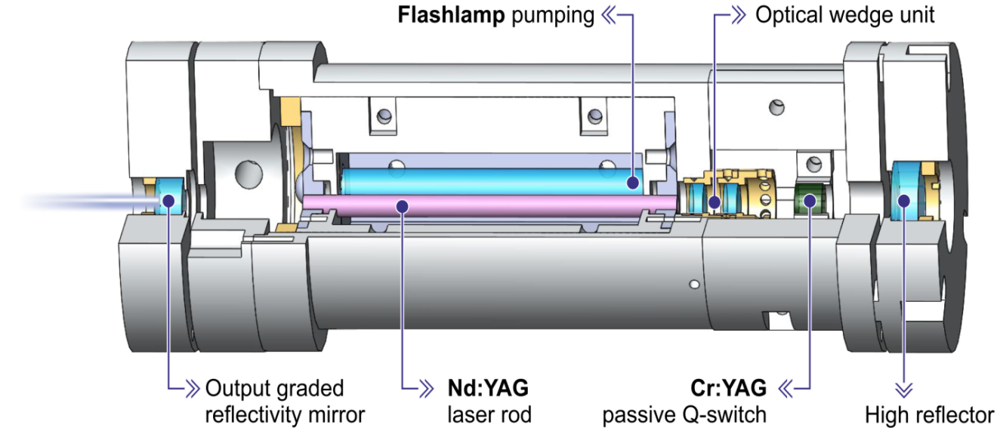 Flashlamp pumping
Optical wedge unit
Output graded
reflectivity mirror
Nd:YAG
laser rod
Cr:YAG
passive Q-switch
High reflector